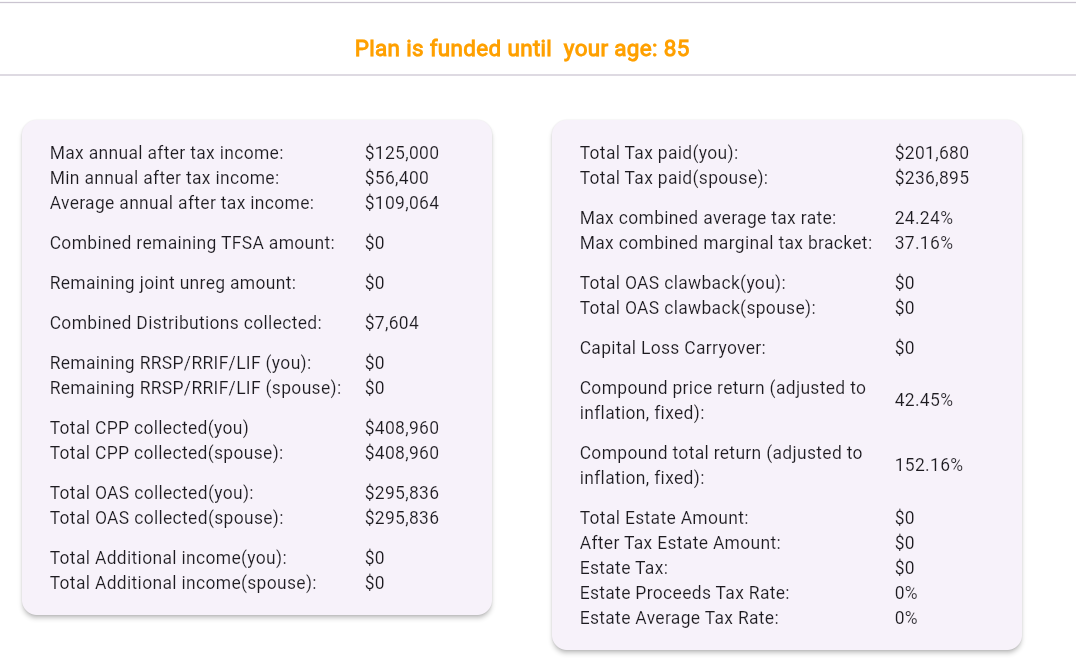 Plan is funded until  your age: 85
Max annual after tax income: $125,000
Min annual after tax income: $56,400
Average annual after tax income: $109,064
Combined remaining TFSA amount: $0
Remaining joint unreg amount: $0
Combined Distributions collected: $7,604
Remaining RRSP/RRIF/LIF (you): $0
Remaining RRSP/RRIF/LIF (spouse): $0
Total CPP collected(you) $408,960
Total CPP collected(spouse): $408,960
Total OAS collected(you): $295,836
Total OAS collected(spouse): $295,836
Total Additional income(you): $0
Total Additional income(spouse): $0
Total Tax paid(you): $201,680
Total Tax paid(spouse): $236,895
Max combined average tax rate: 24.24%
Max combined marginal tax bracket: 37.16%
Total OAS clawback(you): $0
Total OAS clawback(spouse): $0
Capital Loss Carryover: $0
Compound price return (adjusted to
inflation, fixed): 42.45%
Compound total return (adjusted to
inflation, fixed): 152.16%
Total Estate Amount: $0
After Tax Estate Amount: $0
Estate Tax: $0
Estate Proceeds Tax Rate: 0%
Estate Average Tax Rate: 0%